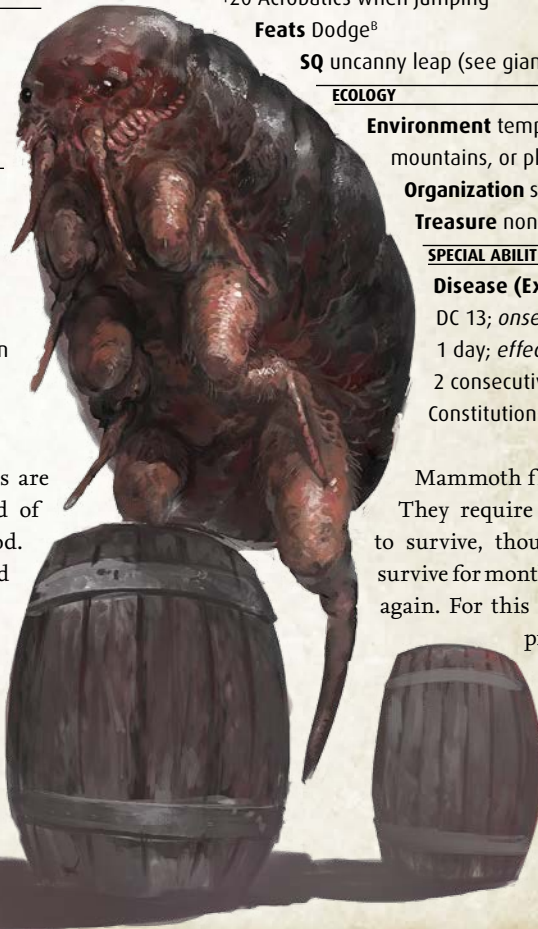 +20 Acrobatics when jumping
Feats Dodgeᴮ
SQ uncanny leap (see gian
ECOLOGY
Environment temp
mountains, or pl
Organization s
Treasure non
SPECIAL ABILIT
Disease (Ex
DC 13; onse
1 day; effec
2 consecutiv
Constitution
n
s are
d of
od.
d
Mammoth f
They require
to survive, thou
survive for mont
again. For this
p